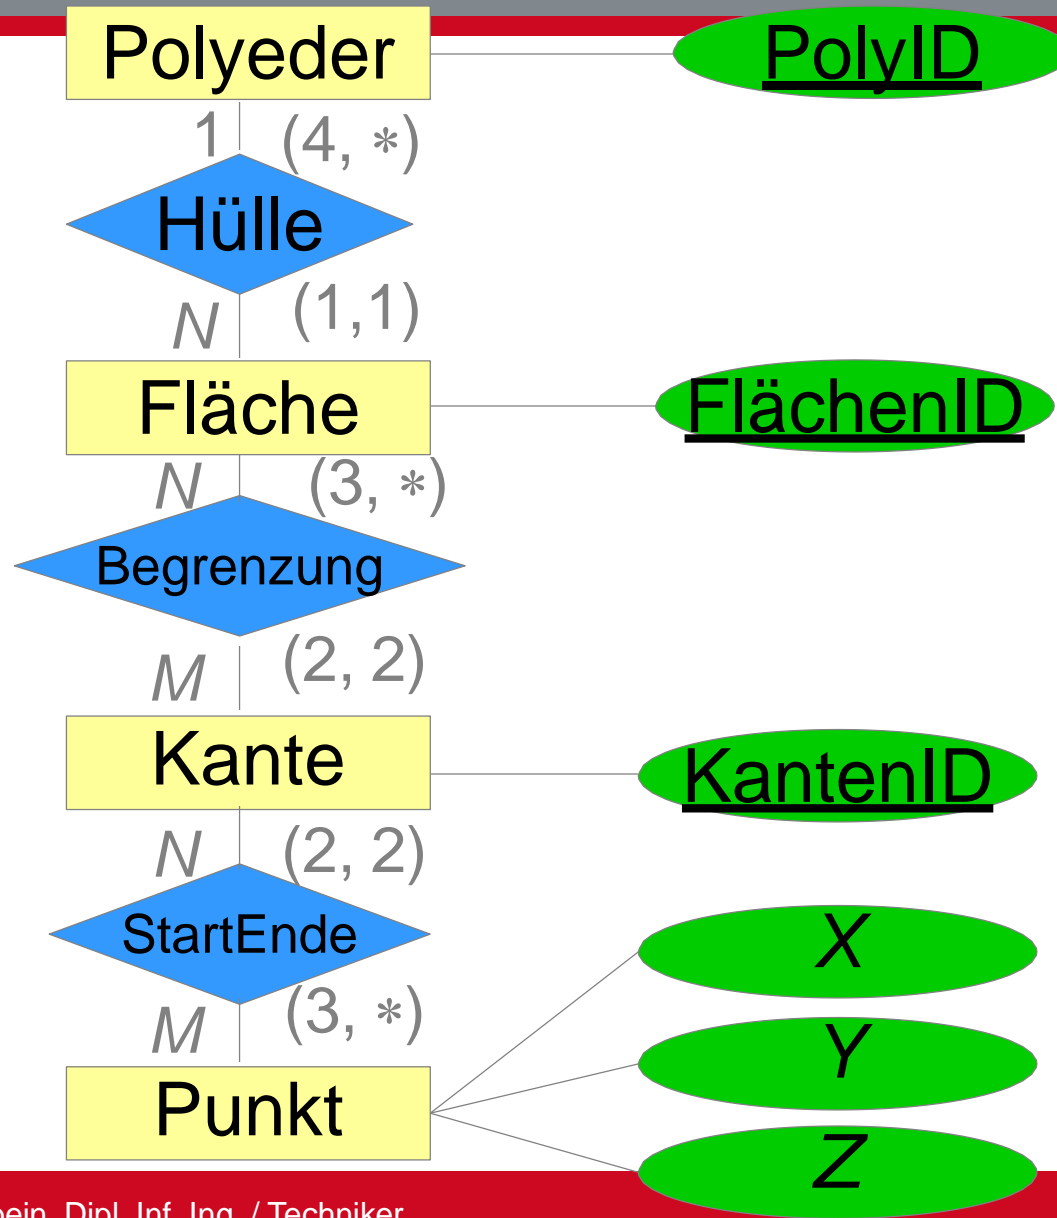 Polyeder PolyID
1 (4, *)
Hülle
N (1,1)
Fläche FlächenID
N (3, *)
Begrenzung
M (2, 2)
Kante KantenID
N (2, 2)
StartEnde
X
M (3, *)
Y
Punkt
Z
Dipl. Inf. Ing. / Techniker